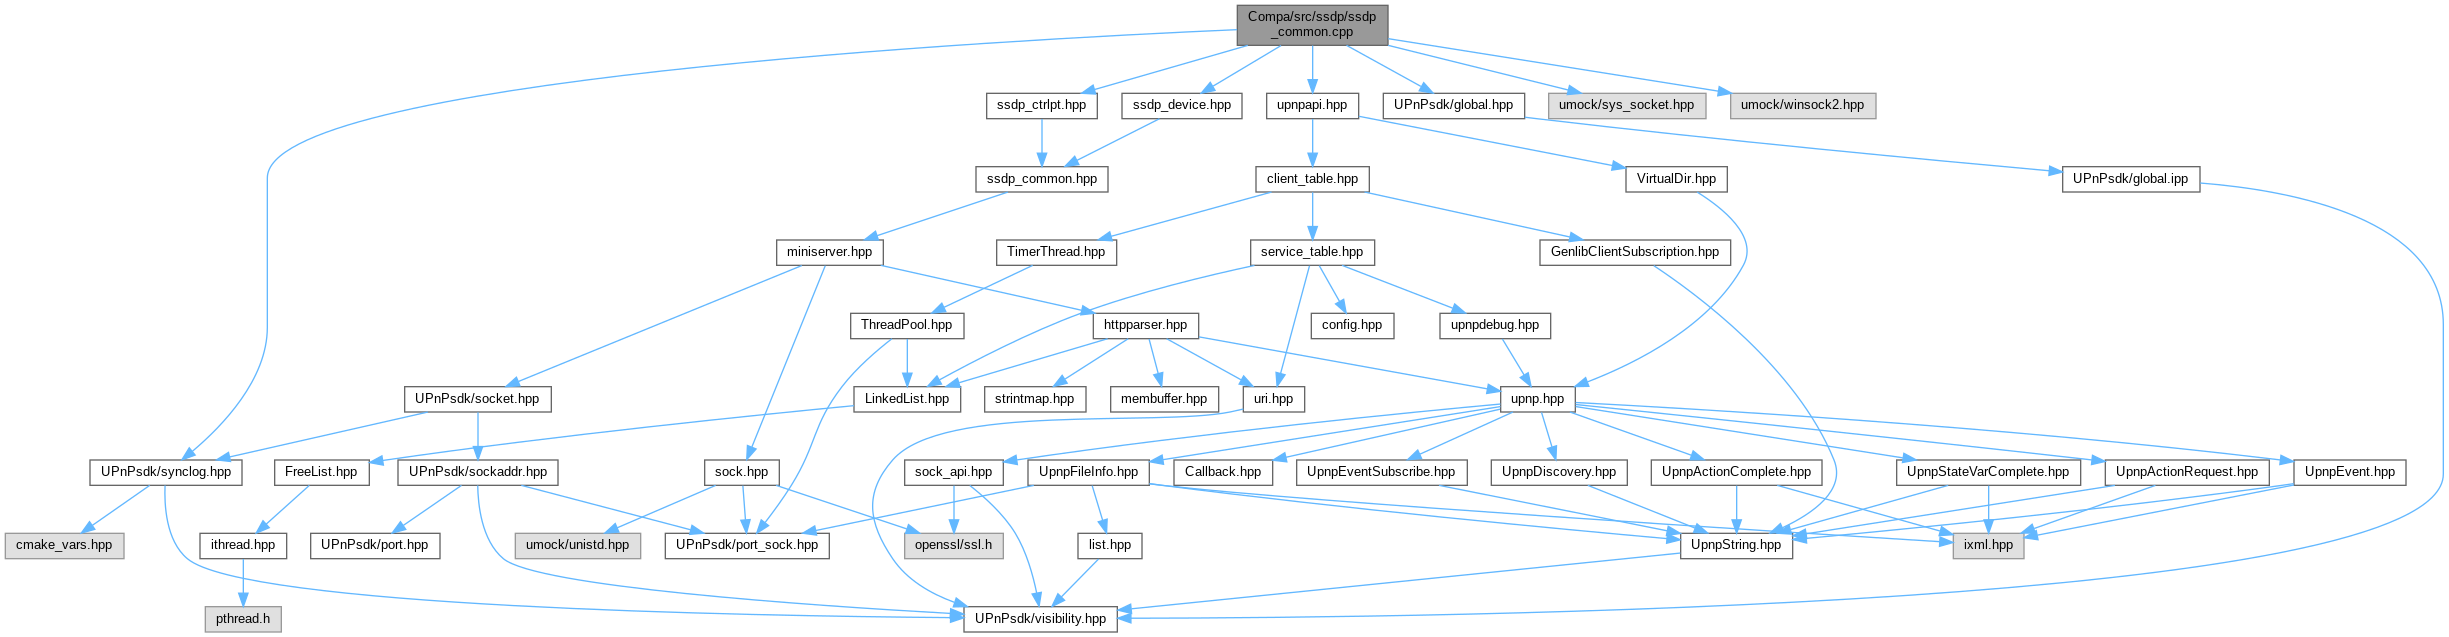 Compa/src/ssdp/ssdp
_common.cpp
ssdp_ctrlpt.hpp
ssdp_device.hpp
upnpapi.hpp
UPnPsdk/global.hpp
umock/sys_socket.hpp
umock/winsock2.hpp
ssdp_common.hpp
client_table.hpp
VirtualDir.hpp
UPnPsdk/global.ipp
miniserver.hpp
TimerThread.hpp
service_table.hpp
GenlibClientSubscription.hpp
ThreadPool.hpp
httpparser.hpp
config.hpp
upnpdebug.hpp
UPnPsdk/socket.hpp
LinkedList.hpp
strintmap.hpp
membuffer.hpp
uri.hpp
upnp.hpp
UPnPsdk/synclog.hpp
FreeList.hpp
UPnPsdk/sockaddr.hpp
sock.hpp
sock_api.hpp
UpnpFileInfo.hpp
Callback.hpp
UpnpEventSubscribe.hpp
UpnpDiscovery.hpp
UpnpActionComplete.hpp
UpnpStateVarComplete.hpp
UpnpActionRequest.hpp
UpnpEvent.hpp
cmake_vars.hpp
ithread.hpp
UPnPsdk/port.hpp
umock/unistd.hpp
UPnPsdk/port_sock.hpp
openssl/ssl.h
list.hpp
UpnpString.hpp
ixml.hpp
pthread.h
UPnPsdk/visibility.hpp